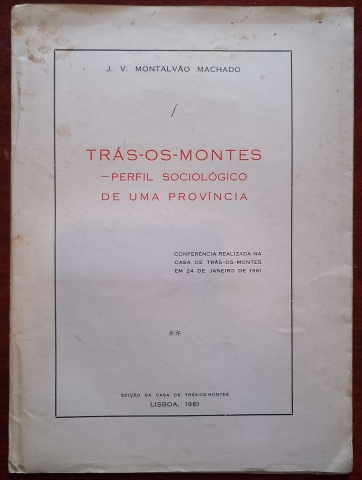 J. V. MONTALVÃO MACHADO
TRÁS-OS-MONTES
—PERFIL SOCIOLÓGICO
DE UMA PROVÍNCIA
CONFERÊNCIA REALIZADA NA
CASA DE TRÁS-OS-MONTES
EM 24 DE JANEIRO DE 1961
**
EDIÇÃO DA CASA DE TRÁS-OS-MONTES
LISBOA, 1961